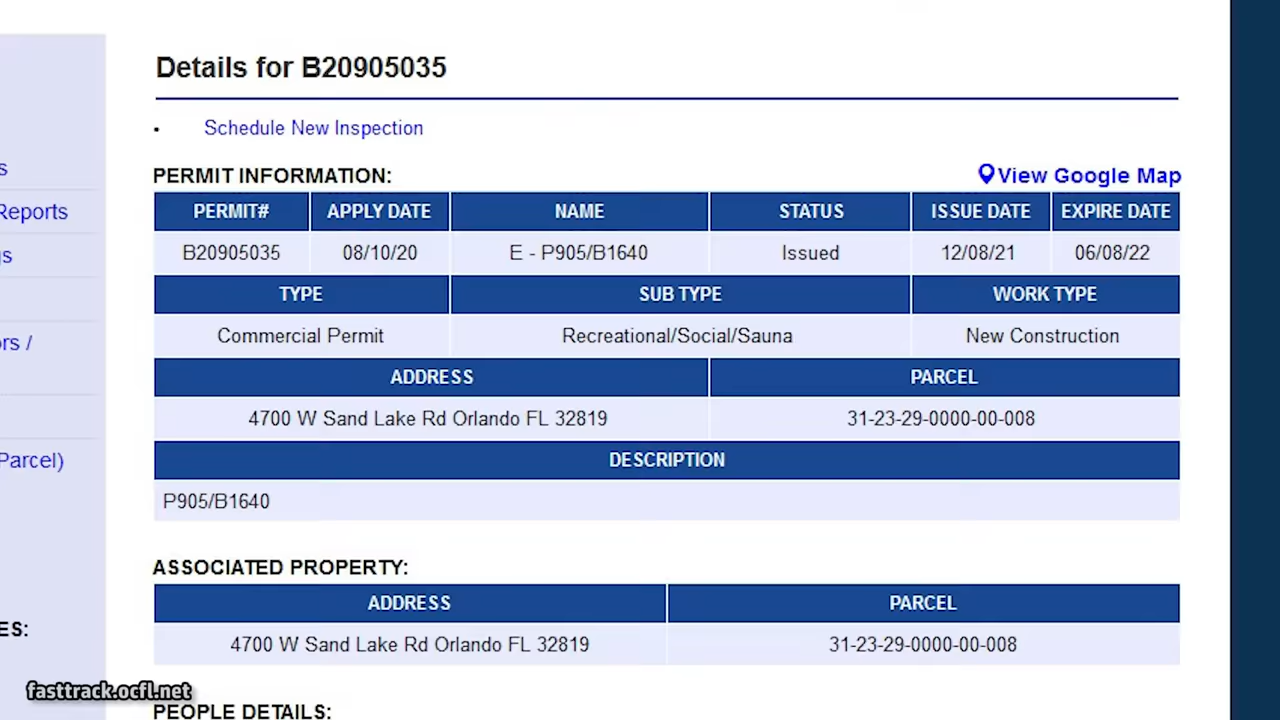 Details for B20905035
• Schedule New Inspection
PERMIT INFORMATION: View Google Map
PERMIT# APPLY DATE NAME STATUS ISSUE DATE EXPIRE DATE
B20905035 08/10/20 E - P905/B1640 Issued 12/08/21 06/08/22
TYPE SUB TYPE WORK TYPE
Commercial Permit Recreational/Social/Sauna New Construction
ADDRESS PARCEL
4700 W Sand Lake Rd Orlando FL 32819 31-23-29-0000-00-008
DESCRIPTION
P905/B1640
ASSOCIATED PROPERTY:
ADDRESS PARCEL
4700 W Sand Lake Rd Orlando FL 32819 31-23-29-0000-00-008
PEOPLE DETAILS:
s
Reports
gs
ors /
Parcel)
ES:
fasttrack.ocfl.net